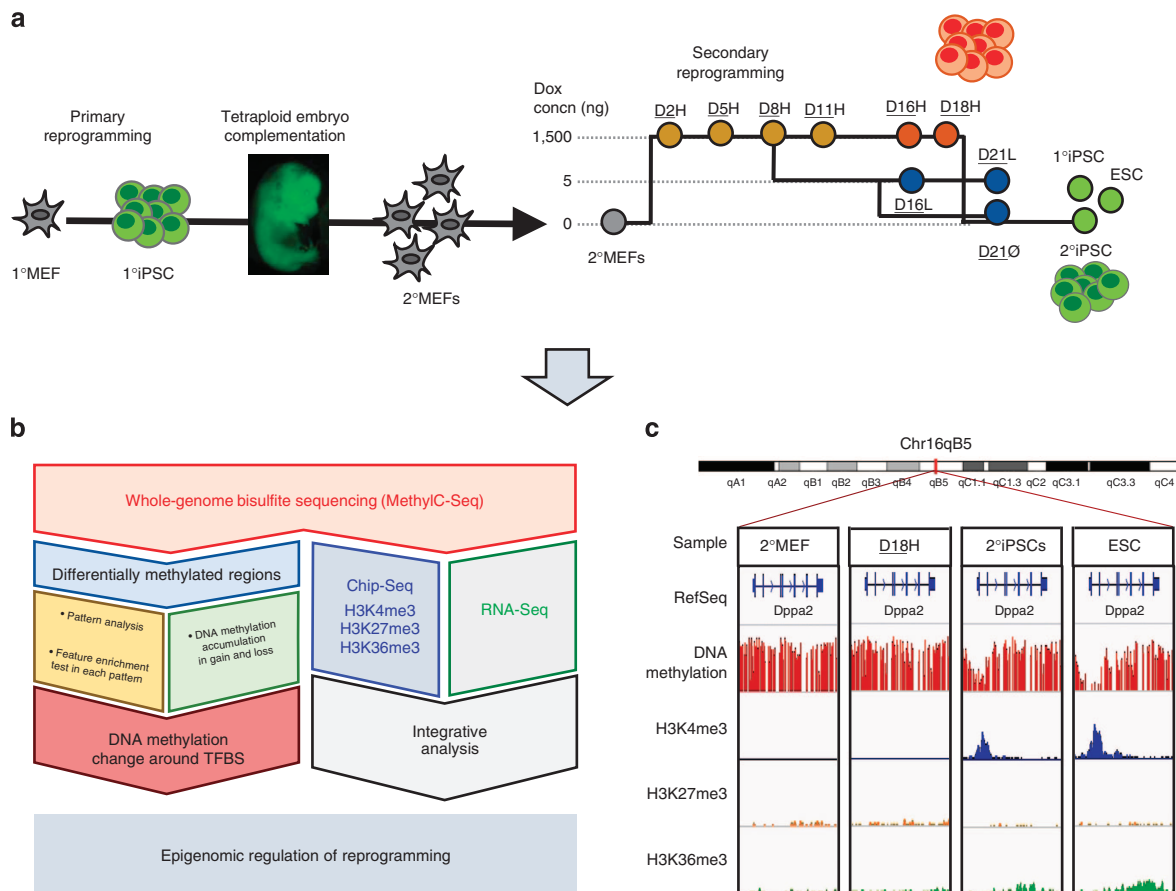 a
Primary
reprogramming
Tetraploid embryo
complementation
1°MEF
1°iPSC
2°MEFs
Secondary
reprogramming
Dox
concn (ng)
1,500
5
0
D2H
D5H
D8H
D11H
D16H
D18H
D21L
D16L
D21Ø
2°MEFs
1°iPSC
ESC
2°iPSC
b
Whole-genome bisulfite sequencing (MethylC-Seq)
Differentially methylated regions
• Pattern analysis
• Feature enrichment
test in each pattern
• DNA methylation
accumulation
in gain and loss
Chip-Seq
H3K4me3
H3K27me3
H3K36me3
RNA-Seq
DNA methylation
change around TFBS
Integrative
analysis
Epigenomic regulation of reprogramming
c
Chr16qB5
qA1 qA2 qB1 qB2 qB3 qB4 qB5 qC1.1 qC1.3 qC2 qC3.1 qC3.3 qC4
Sample 2°MEF D18H 2°iPSCs ESC
RefSeq
Dppa2 Dppa2 Dppa2 Dppa2
DNA
methylation
H3K4me3
H3K27me3
H3K36me3